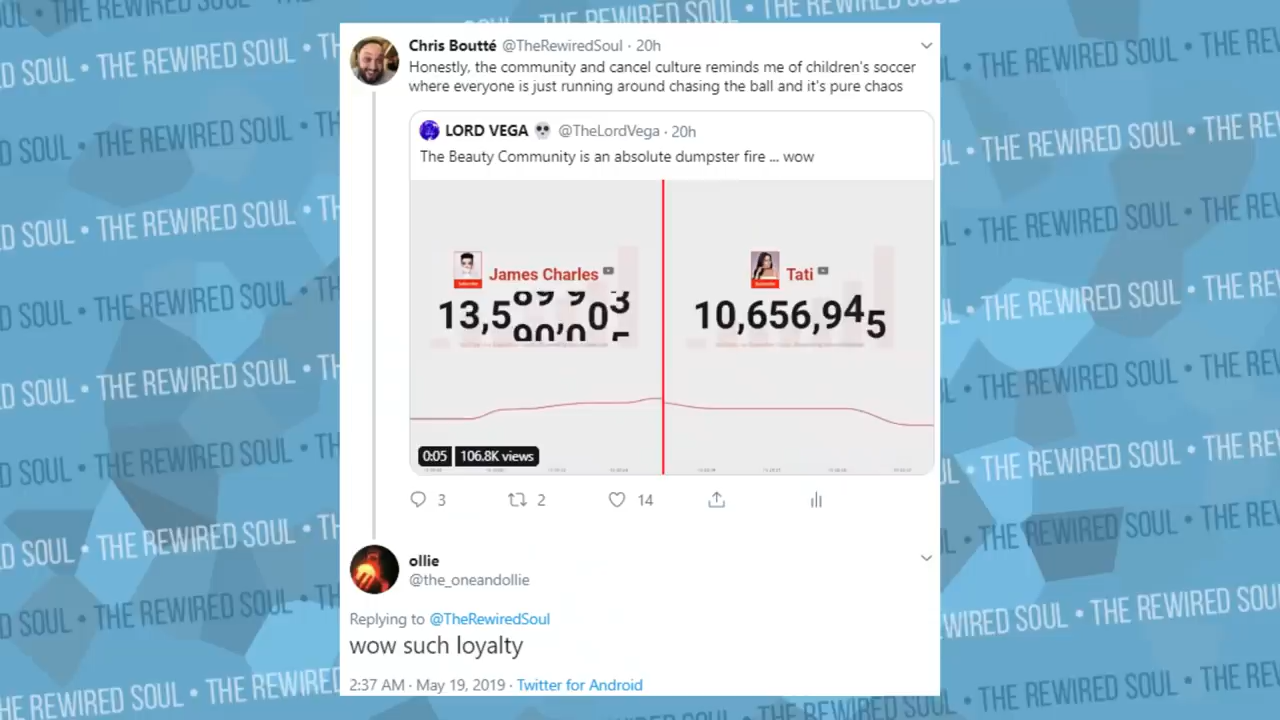 Chris Boutté @TheRewiredSoul · 20h
Honestly, the community and cancel culture reminds me of children's soccer
where everyone is just running around chasing the ball and it's pure chaos
LORD VEGA 💀 @TheLordVega · 20h
The Beauty Community is an absolute dumpster fire ... wow
James Charles
Tati
13,5
10,656,945
0:05 106.8K views
3 2 14
ollie
@the_oneandollie
Replying to @TheRewiredSoul
wow such loyalty
2:37 AM · May 19, 2019 · Twitter for Android
THE REWIRED SOUL • THE REWIRED SOUL